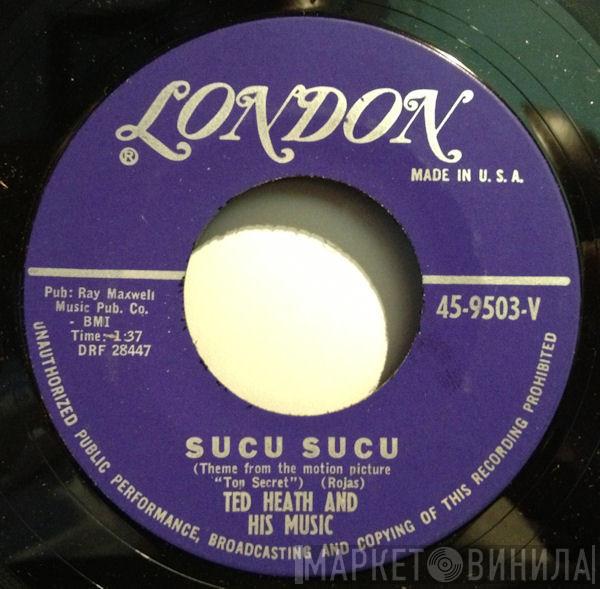 LONDON
®
MADE IN U.S.A.
Pub: Ray Maxwell
Music Pub. Co.
- BMI
Time:-1:37
DRF 28447
45-9503-V
SUCU SUCU
(Theme from the motion picture
"Top Secret") (Rojas)
TED HEATH AND
HIS MUSIC
UNAUTHORIZED PUBLIC PERFORMANCE, BROADCASTING AND COPYING OF THIS RECORDING PROHIBITED
МАРКЕТ ВИНИЛА